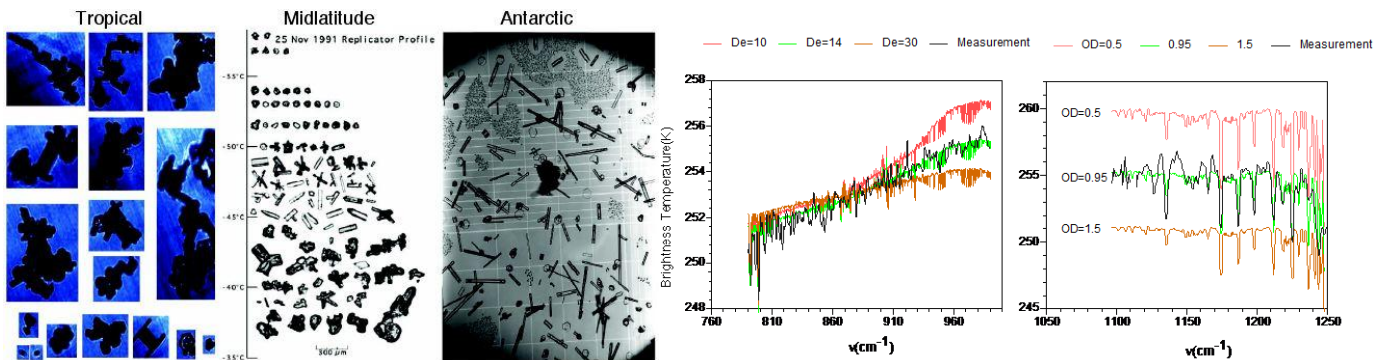 Tropical
Midlatitude
Antarctic
25 Nov 1991 Replicator Profile
-55°C
-50°C
-45°C
-40°C
-35°C
300 µm
De=10 De=14 De=30 Measurement
Brightness Temperature(K)
258
256
254
252
250
248
760 810 860 910 960
ν(cm⁻¹)
OD=0.5 0.95 1.5 Measurement
260
255
250
245
OD=0.5
OD=0.95
OD=1.5
1050 1100 1150 1200 1250
ν(cm⁻¹)